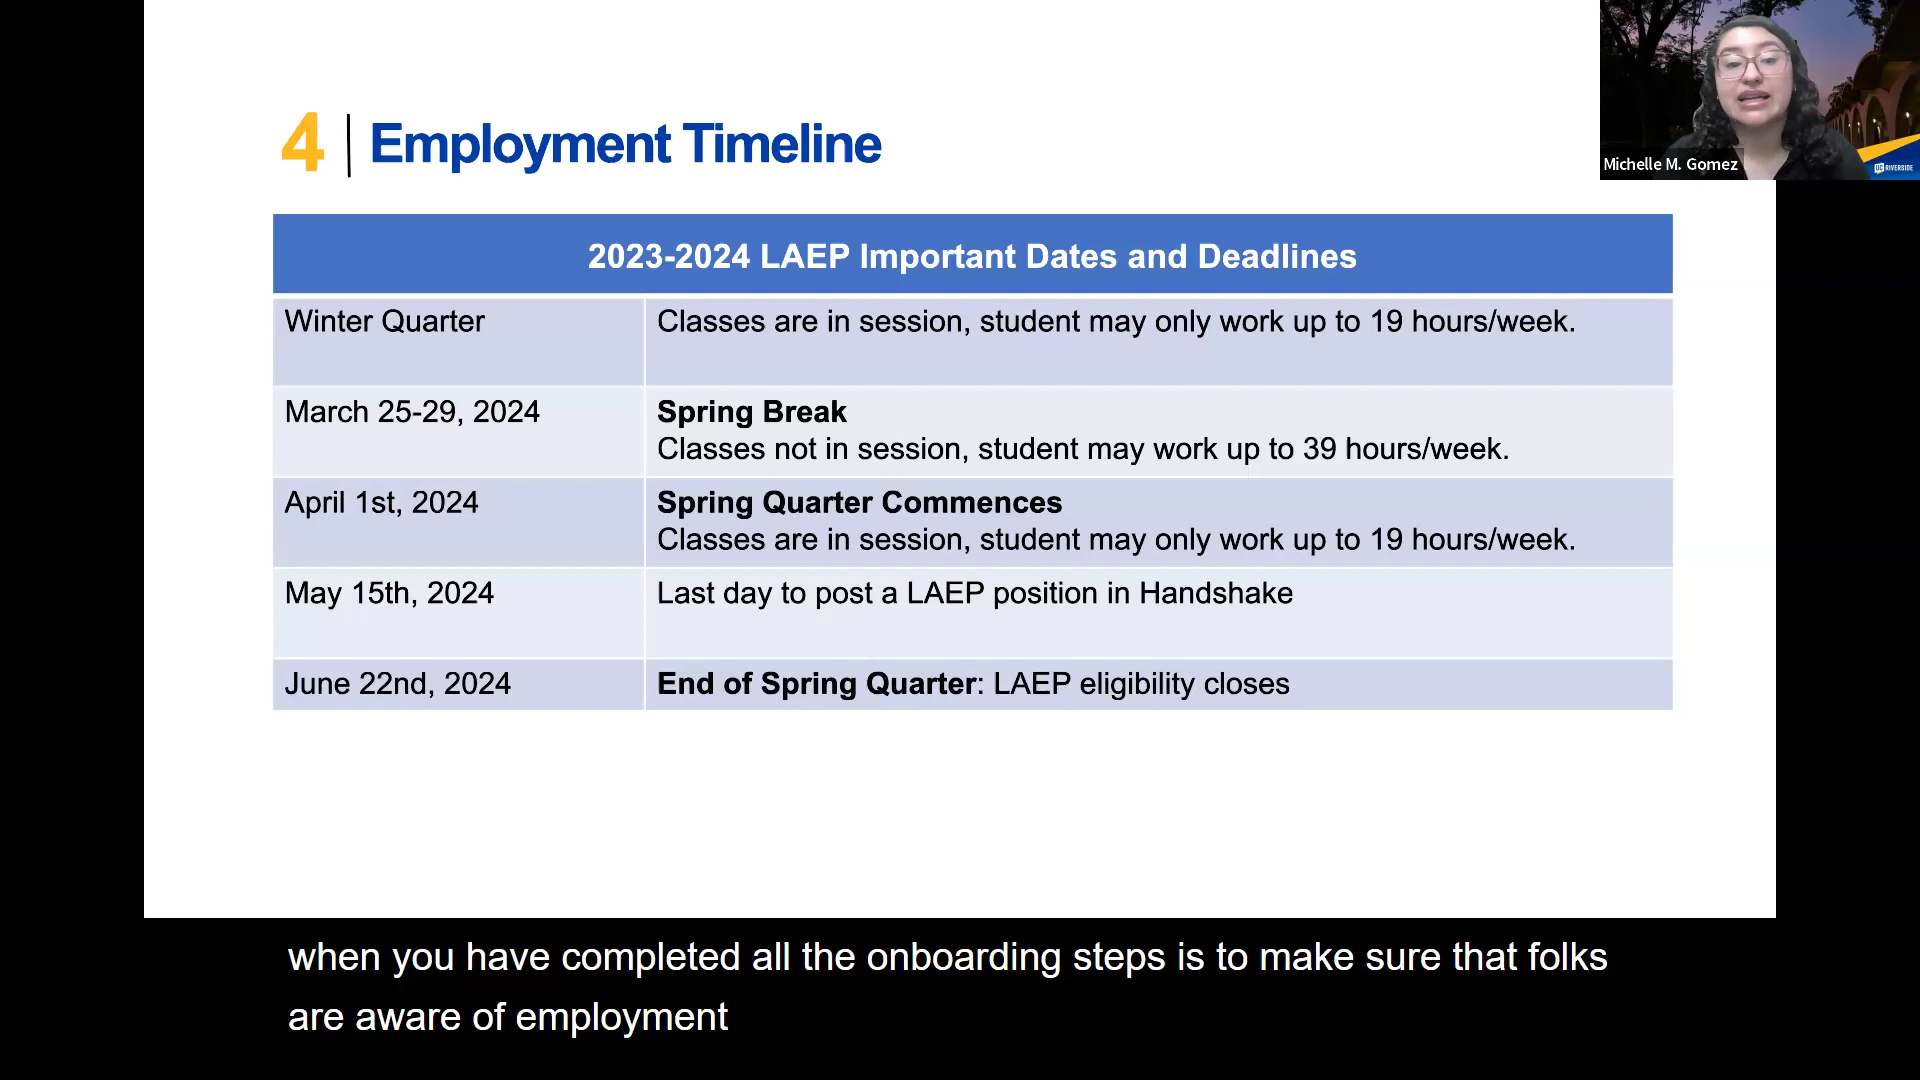 4 | Employment Timeline
Michelle M. Gomez
UC RIVERSIDE
2023-2024 LAEP Important Dates and Deadlines
Winter Quarter
Classes are in session, student may only work up to 19 hours/week.
March 25-29, 2024
Spring Break
Classes not in session, student may work up to 39 hours/week.
April 1st, 2024
Spring Quarter Commences
Classes are in session, student may only work up to 19 hours/week.
May 15th, 2024
Last day to post a LAEP position in Handshake
June 22nd, 2024
End of Spring Quarter: LAEP eligibility closes
when you have completed all the onboarding steps is to make sure that folks
are aware of employment